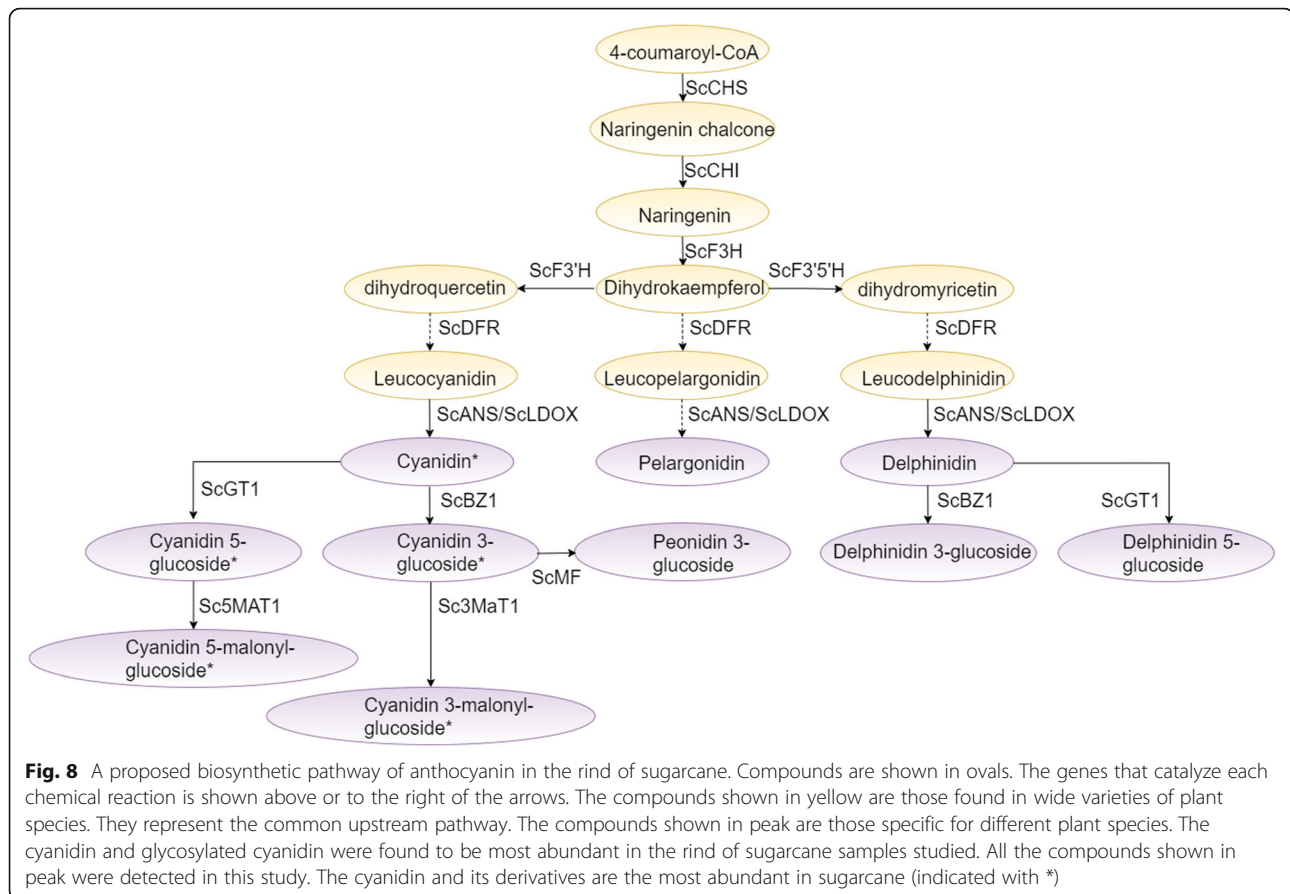 4-coumaroyl-CoA
ScCHS
Naringenin chalcone
ScCHI
Naringenin
ScF3H
ScF3'H
ScF3'5'H
dihydroquercetin
Dihydrokaempferol
dihydromyricetin
ScDFR
ScDFR
ScDFR
Leucocyanidin
Leucopelargonidin
Leucodelphinidin
ScANS/ScLDOX
ScANS/ScLDOX
ScANS/ScLDOX
Cyanidin*
Pelargonidin
Delphinidin
ScGT1
ScBZ1
ScBZ1
ScGT1
Cyanidin 5-
glucoside*
Cyanidin 3-
glucoside*
ScMF
Peonidin 3-
glucoside
Delphinidin 3-glucoside
Delphinidin 5-
glucoside
Sc5MAT1
Sc3MaT1
Cyanidin 5-malonyl-
glucoside*
Cyanidin 3-malonyl-
glucoside*
Fig. 8 A proposed biosynthetic pathway of anthocyanin in the rind of sugarcane. Compounds are shown in ovals. The genes that catalyze each
chemical reaction is shown above or to the right of the arrows. The compounds shown in yellow are those found in wide varieties of plant
species. They represent the common upstream pathway. The compounds shown in peak are those specific for different plant species. The
cyanidin and glycosylated cyanidin were found to be most abundant in the rind of sugarcane samples studied. All the compounds shown in
peak were detected in this study. The cyanidin and its derivatives are the most abundant in sugarcane (indicated with *)